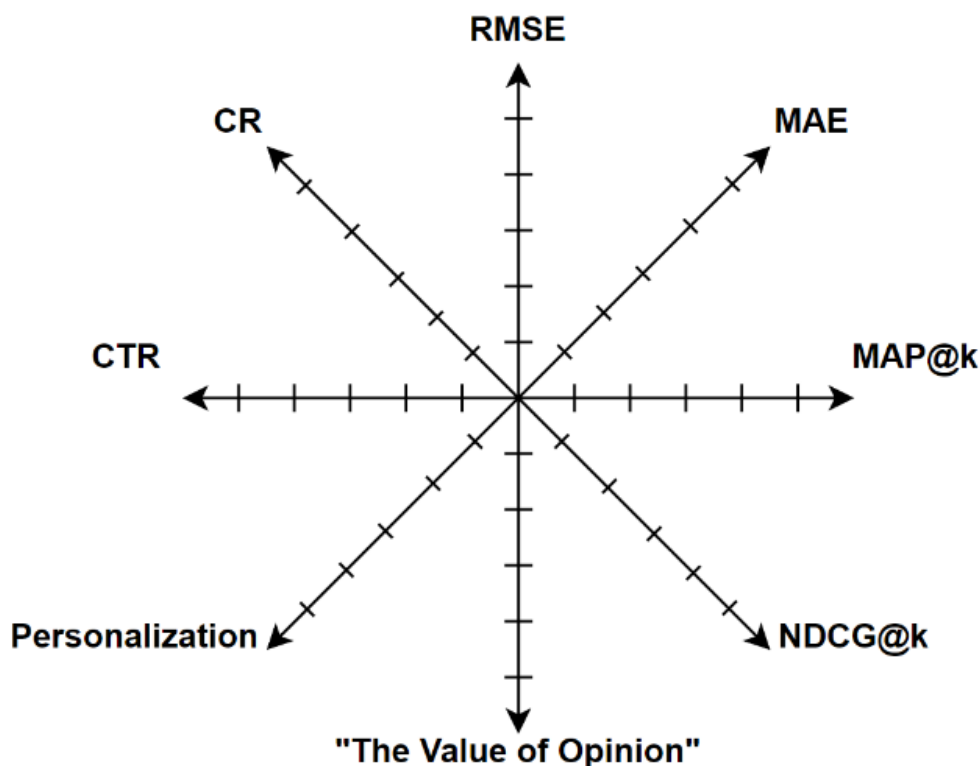 RMSE
CR
MAE
CTR
MAP@k
Personalization
NDCG@k
"The Value of Opinion"